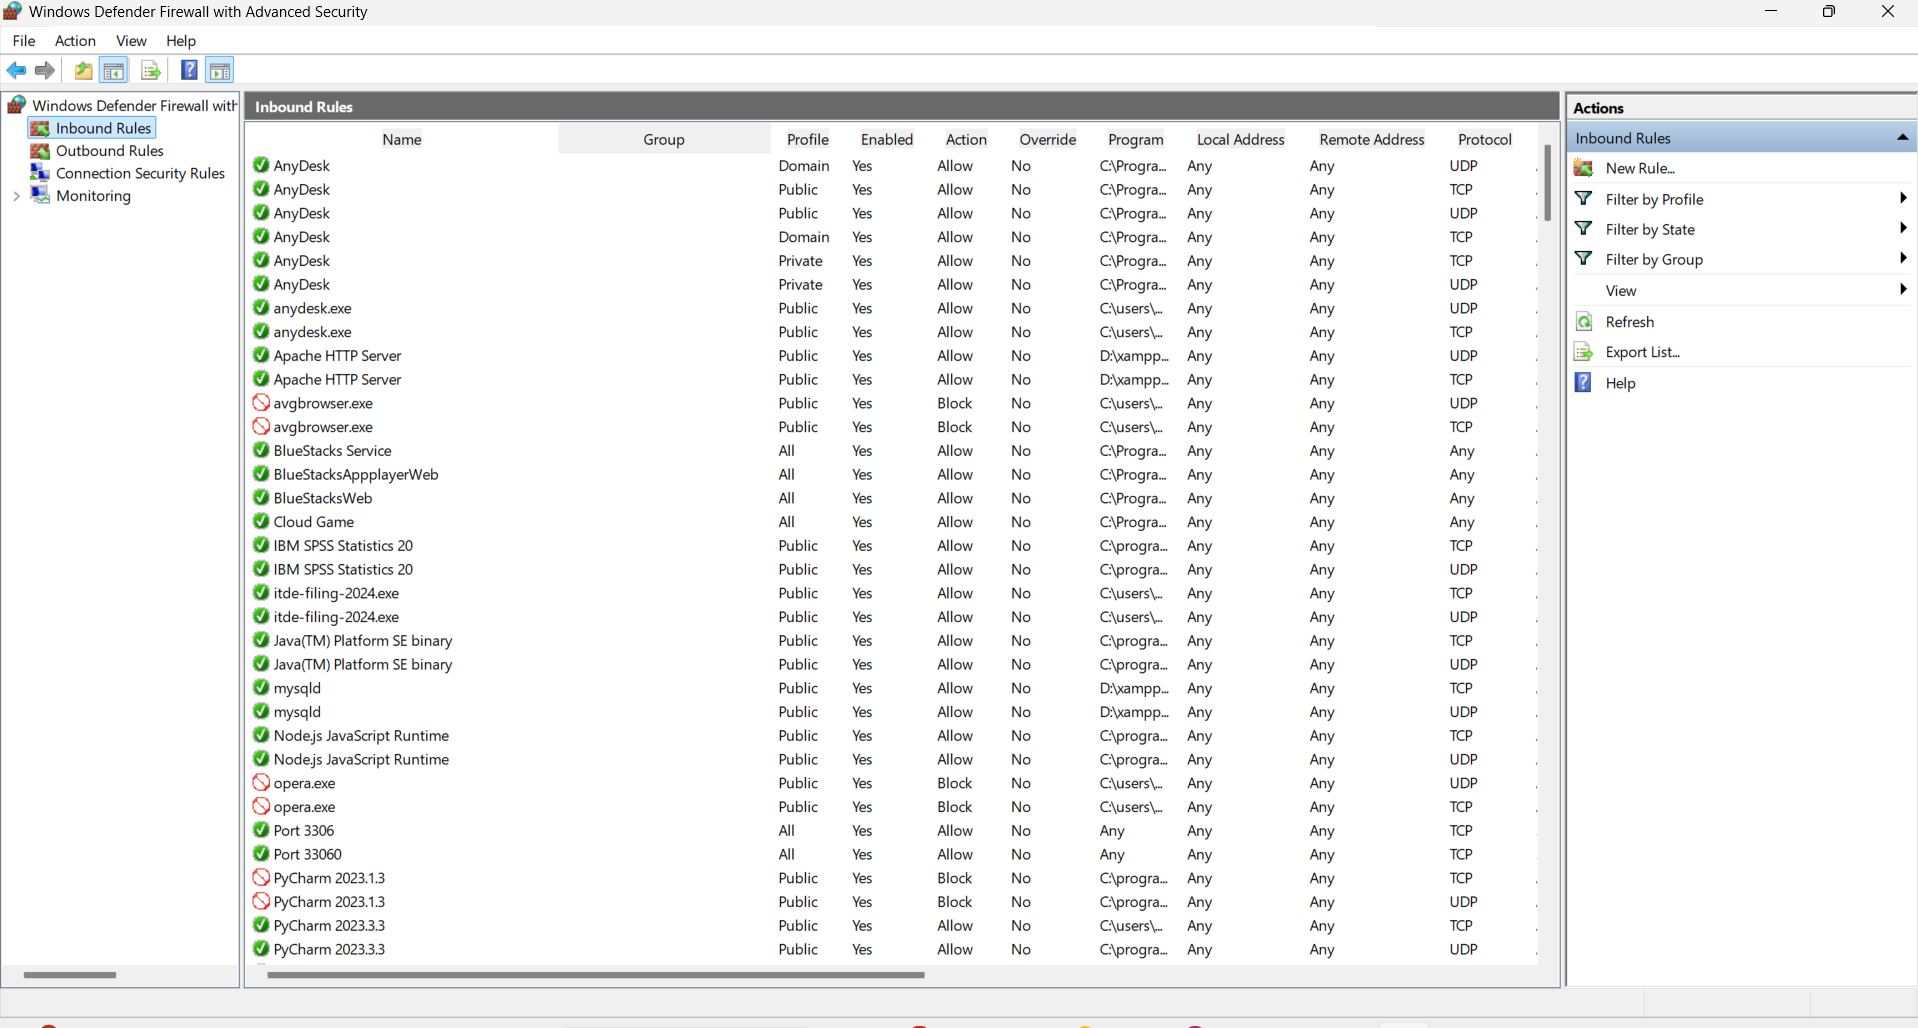 Windows Defender Firewall with Advanced Security
File Action View Help
Windows Defender Firewall with
Inbound Rules
Outbound Rules
Connection Security Rules
Monitoring
Inbound Rules
Name Group Profile Enabled Action Override Program Local Address Remote Address Protocol
AnyDesk Domain Yes Allow No C:\Progra... Any Any UDP
AnyDesk Public Yes Allow No C:\Progra... Any Any TCP
AnyDesk Public Yes Allow No C:\Progra... Any Any UDP
AnyDesk Domain Yes Allow No C:\Progra... Any Any TCP
AnyDesk Private Yes Allow No C:\Progra... Any Any TCP
AnyDesk Private Yes Allow No C:\Progra... Any Any UDP
anydesk.exe Public Yes Allow No C:\users\... Any Any UDP
anydesk.exe Public Yes Allow No C:\users\... Any Any TCP
Apache HTTP Server Public Yes Allow No D:\xampp... Any Any UDP
Apache HTTP Server Public Yes Allow No D:\xampp... Any Any TCP
avgbrowser.exe Public Yes Block No C:\users\... Any Any UDP
avgbrowser.exe Public Yes Block No C:\users\... Any Any TCP
BlueStacks Service All Yes Allow No C:\Progra... Any Any Any
BlueStacksAppplayerWeb All Yes Allow No C:\Progra... Any Any Any
BlueStacksWeb All Yes Allow No C:\Progra... Any Any Any
Cloud Game All Yes Allow No C:\Progra... Any Any Any
IBM SPSS Statistics 20 Public Yes Allow No C:\progra... Any Any TCP
IBM SPSS Statistics 20 Public Yes Allow No C:\progra... Any Any UDP
itde-filing-2024.exe Public Yes Allow No C:\users\... Any Any TCP
itde-filing-2024.exe Public Yes Allow No C:\users\... Any Any UDP
Java(TM) Platform SE binary Public Yes Allow No C:\progra... Any Any TCP
Java(TM) Platform SE binary Public Yes Allow No C:\progra... Any Any UDP
mysqld Public Yes Allow No D:\xampp... Any Any TCP
mysqld Public Yes Allow No D:\xampp... Any Any UDP
Node.js JavaScript Runtime Public Yes Allow No C:\progra... Any Any TCP
Node.js JavaScript Runtime Public Yes Allow No C:\progra... Any Any UDP
opera.exe Public Yes Block No C:\users\... Any Any UDP
opera.exe Public Yes Block No C:\users\... Any Any TCP
Port 3306 All Yes Allow No Any Any Any TCP
Port 33060 All Yes Allow No Any Any Any TCP
PyCharm 2023.1.3 Public Yes Block No C:\progra... Any Any TCP
PyCharm 2023.1.3 Public Yes Block No C:\progra... Any Any UDP
PyCharm 2023.3.3 Public Yes Allow No C:\users\... Any Any TCP
PyCharm 2023.3.3 Public Yes Allow No C:\progra... Any Any UDP
Actions
Inbound Rules
New Rule...
Filter by Profile
Filter by State
Filter by Group
View
Refresh
Export List...
Help